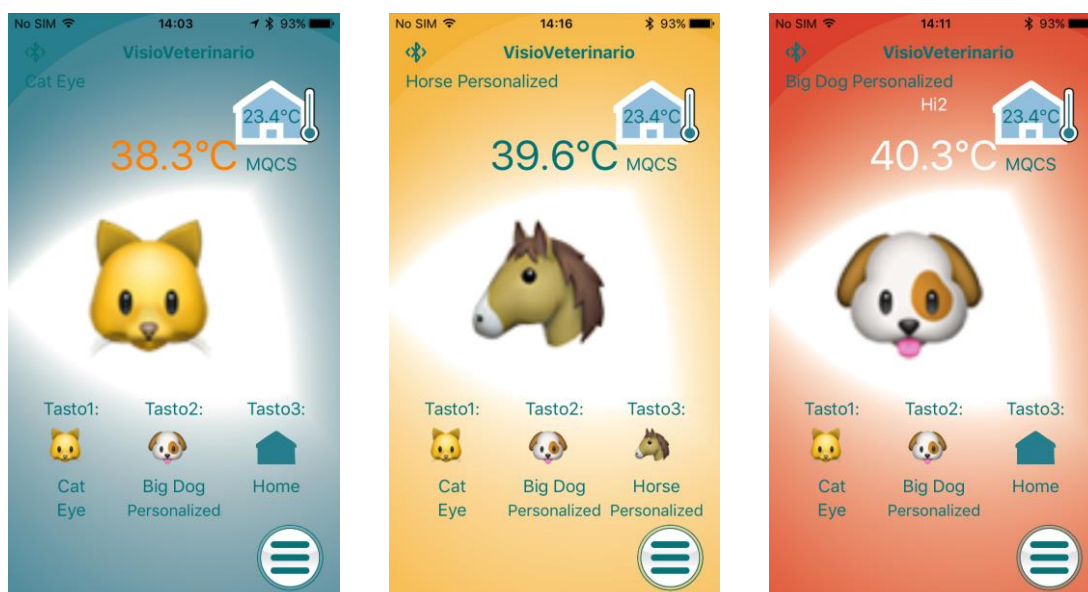 No SIM 14:03 93%
VisioVeterinario
Cat Eye
23.4°C
38.3°C MQCS
Tasto1: Tasto2: Tasto3:
Cat Big Dog Home
Eye Personalized
No SIM 14:16 93%
VisioVeterinario
Horse Personalized
23.4°C
39.6°C MQCS
Tasto1: Tasto2: Tasto3:
Cat Big Dog Horse
Eye Personalized Personalized
No SIM 14:11 93%
VisioVeterinario
Big Dog Personalized
Hi2
23.4°C
40.3°C MQCS
Tasto1: Tasto2: Tasto3:
Cat Big Dog Home
Eye Personalized